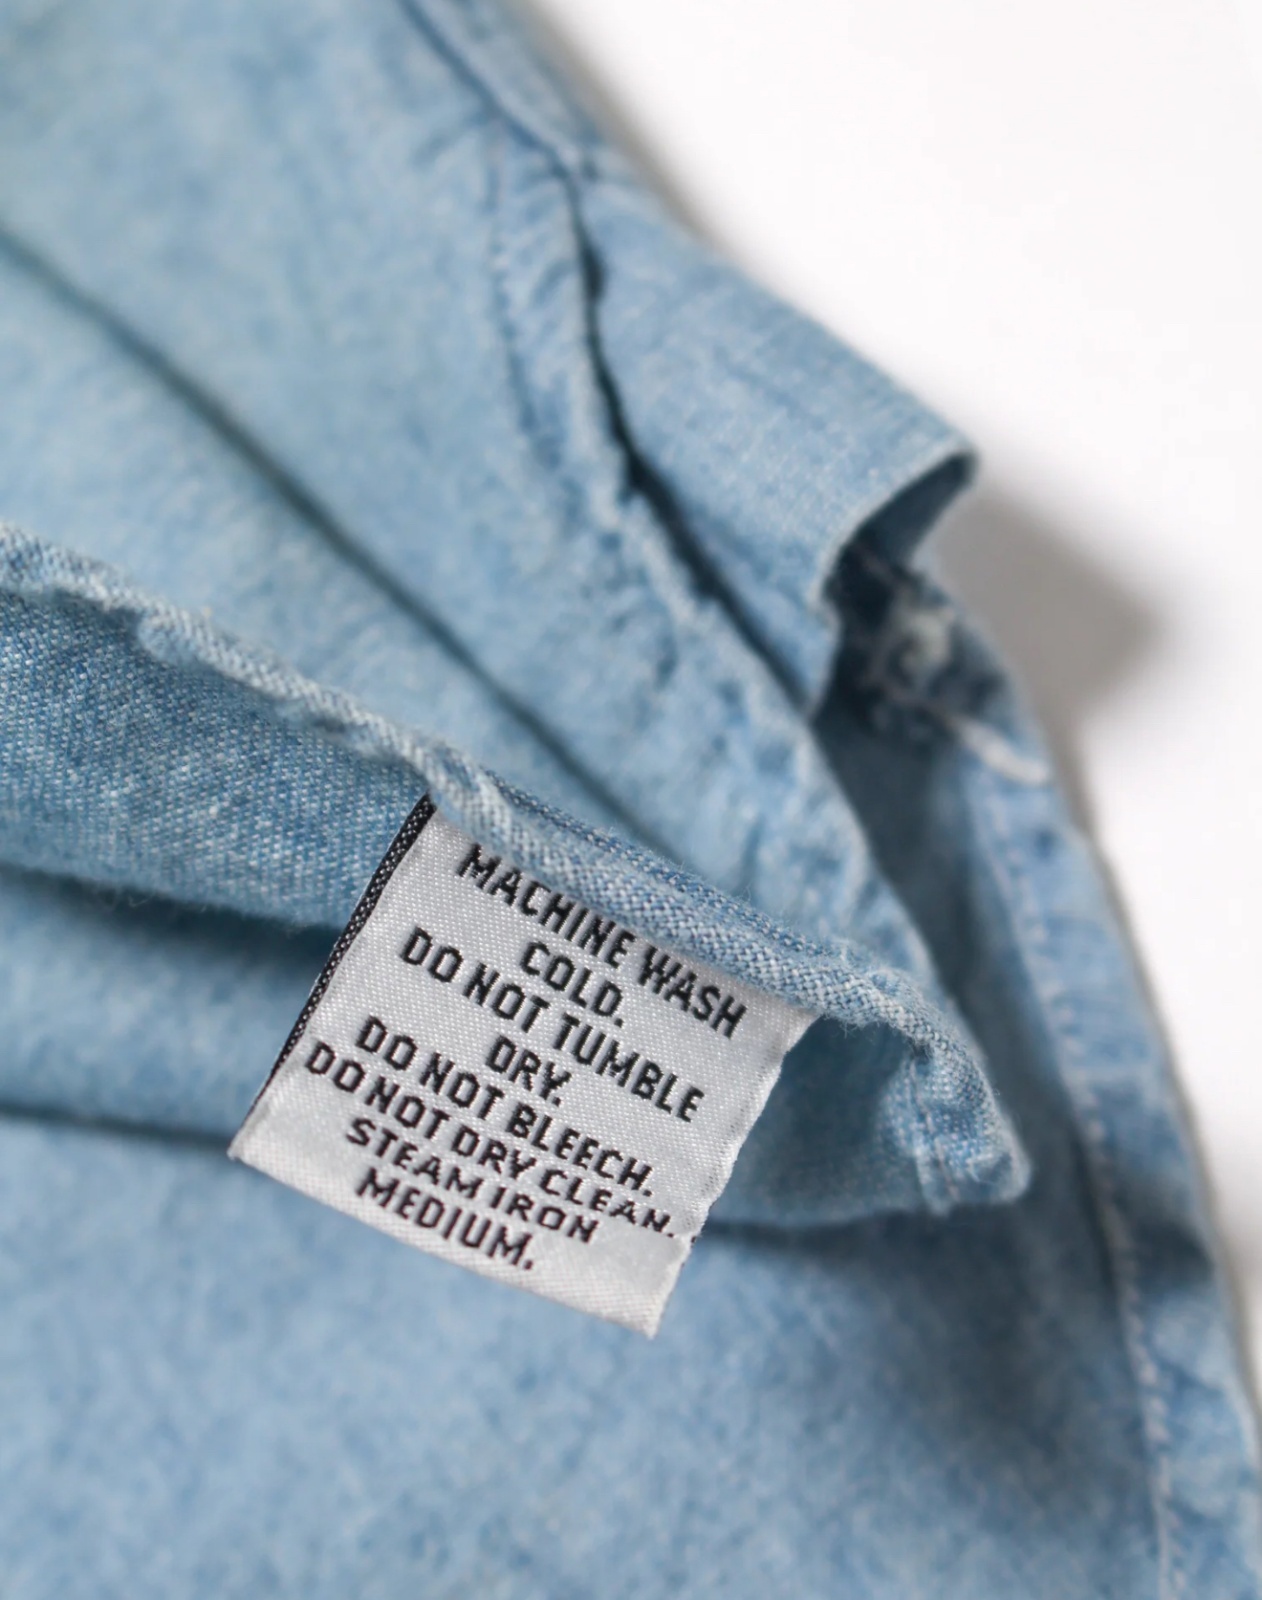 MACHINE WASH
COLD.
DO NOT TUMBLE
DRY.
DO NOT BLEECH.
DO NOT DRY CLEAN.
STEAM IRON
MEDIUM.